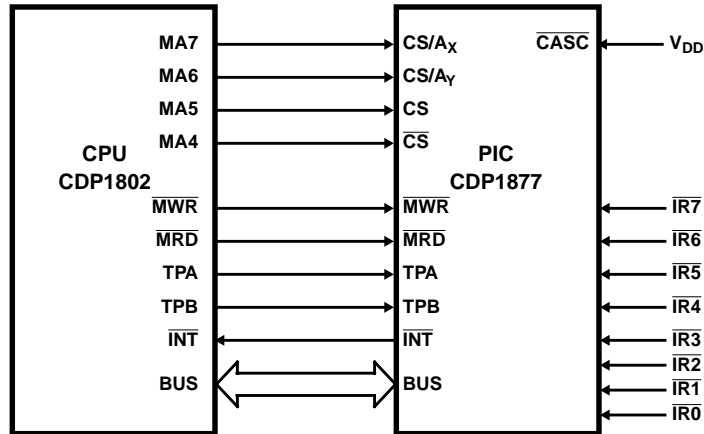 MA7 CS/AX CASC VDD
MA6 CS/AY
MA5 CS
MA4 CS
CPU PIC
CDP1802 CDP1877
MWR MWR IR7
MRD MRD IR6
TPA TPA IR5
TPB TPB IR4
INT INT IR3
IR2
BUS BUS
IR1
IR0